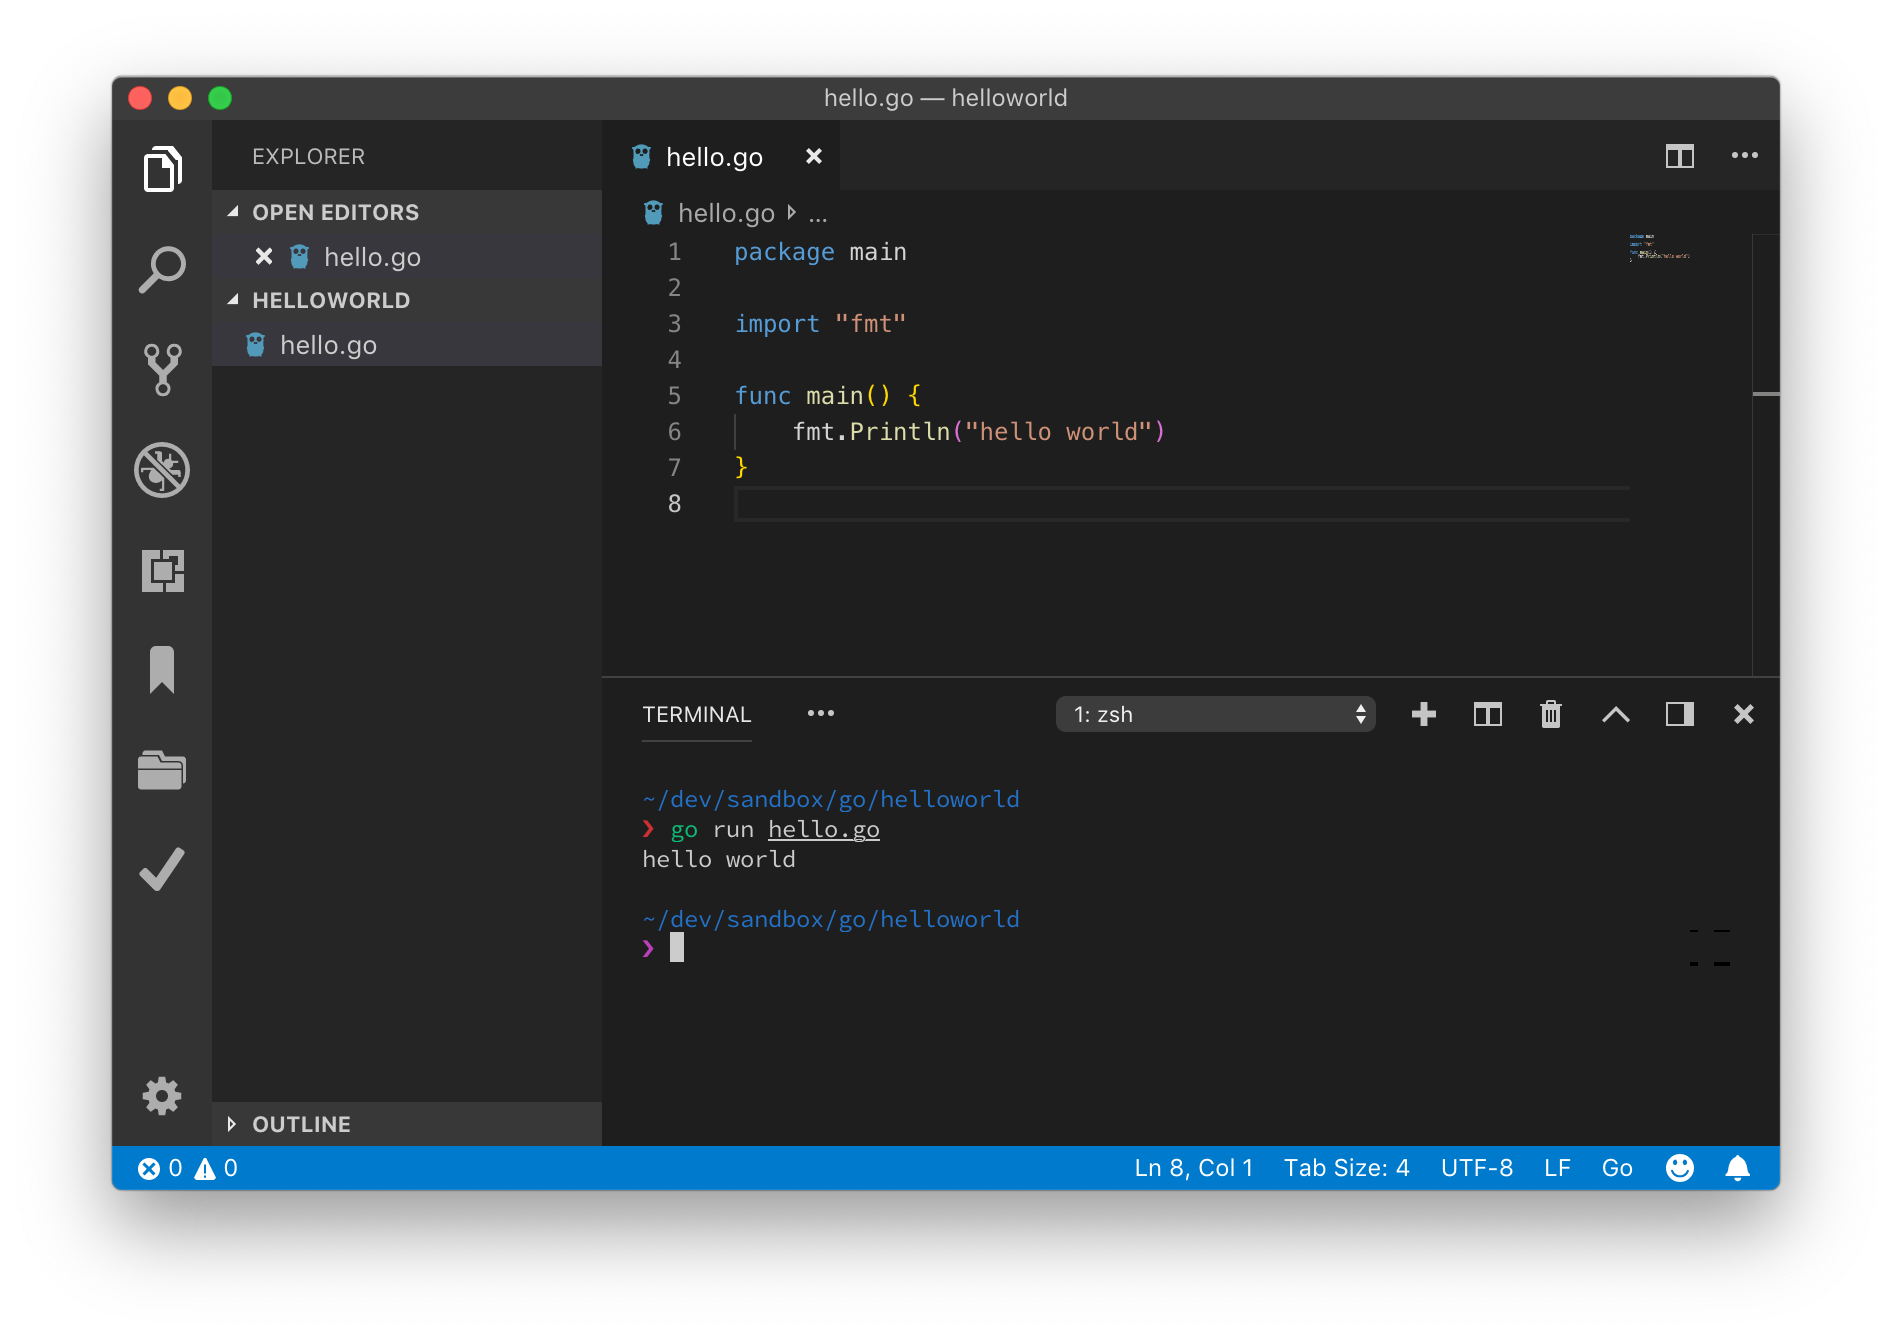 hello.go — helloworld
EXPLORER
OPEN EDITORS
hello.go
HELLOWORLD
hello.go
OUTLINE
hello.go
hello.go ...
1 package main
2
3 import "fmt"
4
5 func main() {
6 fmt.Println("hello world")
7 }
8
TERMINAL
1: zsh
~/dev/sandbox/go/helloworld
❯ go run hello.go
hello world
~/dev/sandbox/go/helloworld
❯
0 0
Ln 8, Col 1 Tab Size: 4 UTF-8 LF Go